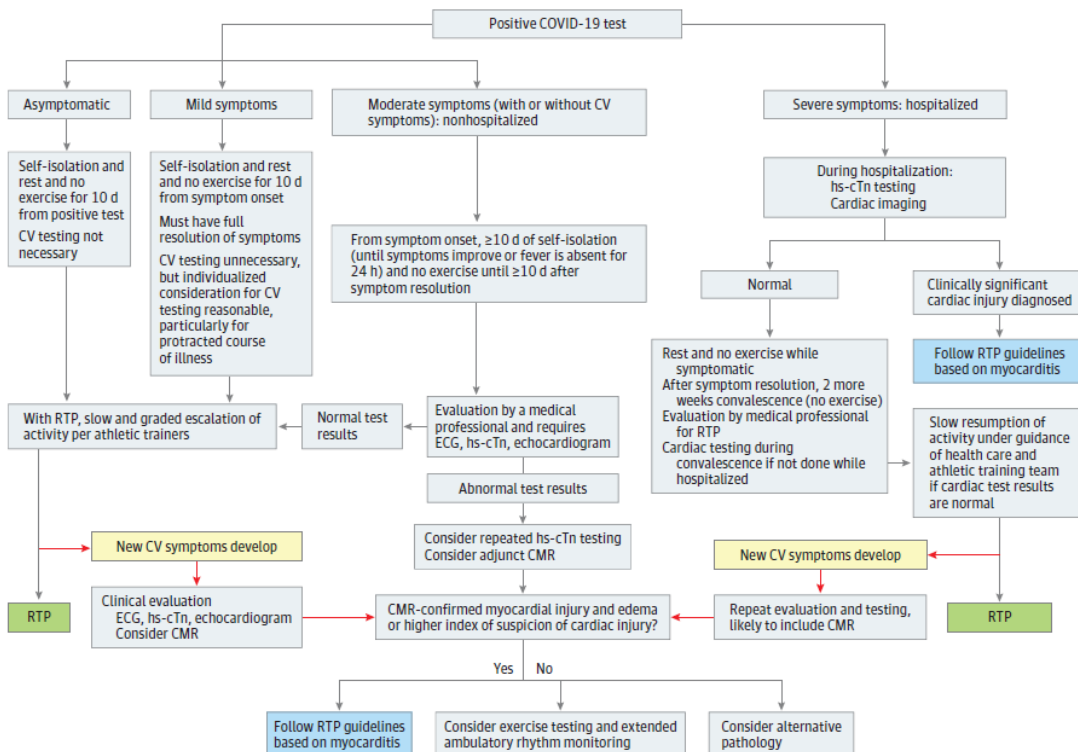 Positive COVID-19 test
Asymptomatic
Mild symptoms
Moderate symptoms (with or without CV
symptoms): nonhospitalized
Severe symptoms: hospitalized
Self-isolation and
rest and no
exercise for 10 d
from positive test
CV testing not
necessary
Self-isolation and rest
and no exercise for 10 d
from symptom onset
Must have full
resolution of symptoms
CV testing unnecessary,
but individualized
consideration for CV
testing reasonable,
particularly for
protracted course
of illness
From symptom onset, ≥10 d of self-isolation
(until symptoms improve or fever is absent for
24 h) and no exercise until ≥10 d after
symptom resolution
During hospitalization:
hs-cTn testing
Cardiac imaging
Normal
Clinically significant
cardiac injury diagnosed
Rest and no exercise while
symptomatic
After symptom resolution, 2 more
weeks convalescence (no exercise)
Evaluation by medical professional
for RTP
Cardiac testing during
convalescence if not done while
hospitalized
Follow RTP guidelines
based on myocarditis
With RTP, slow and graded escalation of
activity per athletic trainers
Normal test
results
Evaluation by a medical
professional and requires
ECG, hs-cTn, echocardiogram
Slow resumption of
activity under guidance
of health care and
athletic training team
if cardiac test results
are normal
Abnormal test results
Consider repeated hs-cTn testing
Consider adjunct CMR
New CV symptoms develop
New CV symptoms develop
RTP
Clinical evaluation
ECG, hs-cTn, echocardiogram
Consider CMR
CMR-confirmed myocardial injury and edema
or higher index of suspicion of cardiac injury?
Repeat evaluation and testing,
likely to include CMR
RTP
Yes
No
Follow RTP guidelines
based on myocarditis
Consider exercise testing and extended
ambulatory rhythm monitoring
Consider alternative
pathology